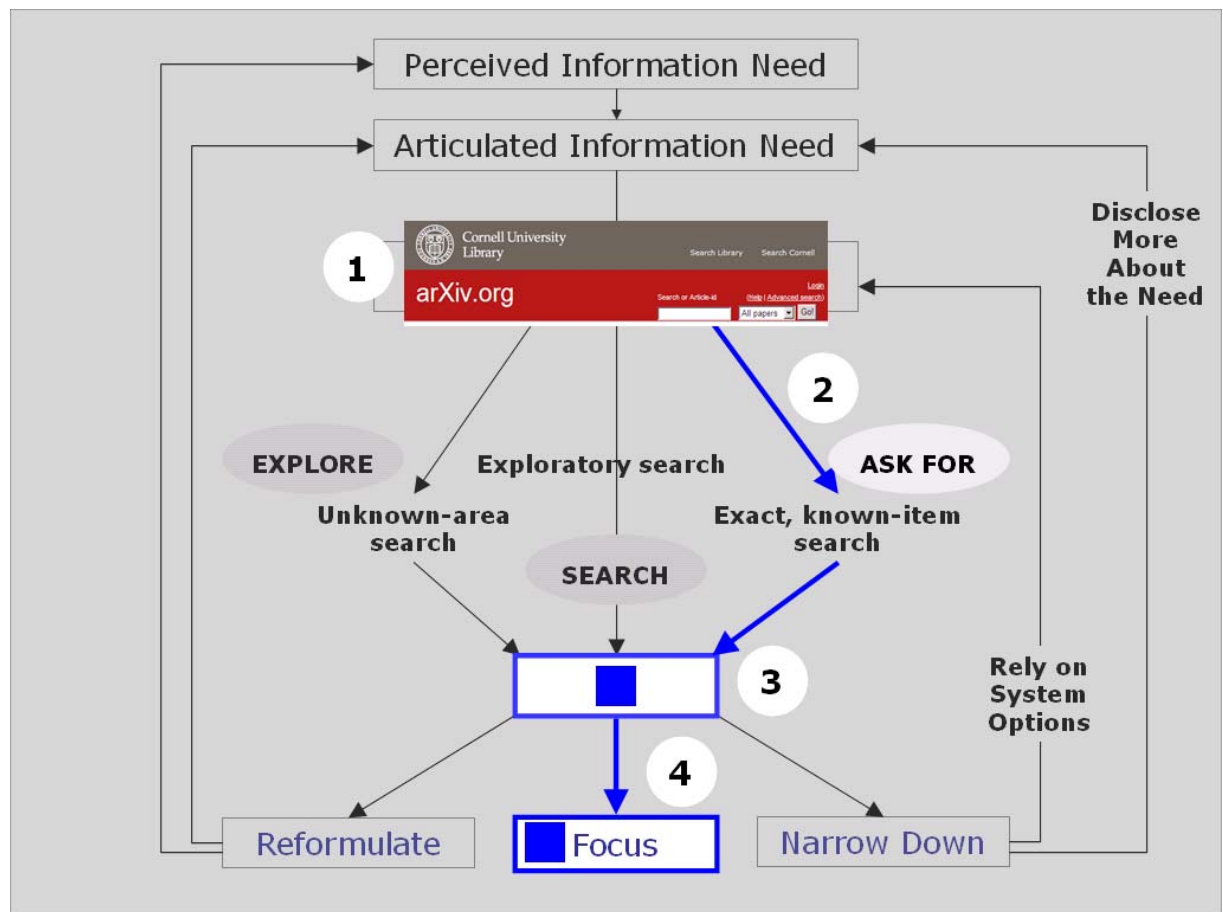 Perceived Information Need
Articulated Information Need
Disclose
More
About
the Need
1
Cornell University
Library
Search Library
Search Cornell
arXiv.org
Login
Search or Article-id
(Help | Advanced search)
All papers
Go!
2
EXPLORE
Exploratory search
ASK FOR
Unknown-area
search
Exact, known-item
search
SEARCH
3
Rely on
System
Options
4
Reformulate
Focus
Narrow Down